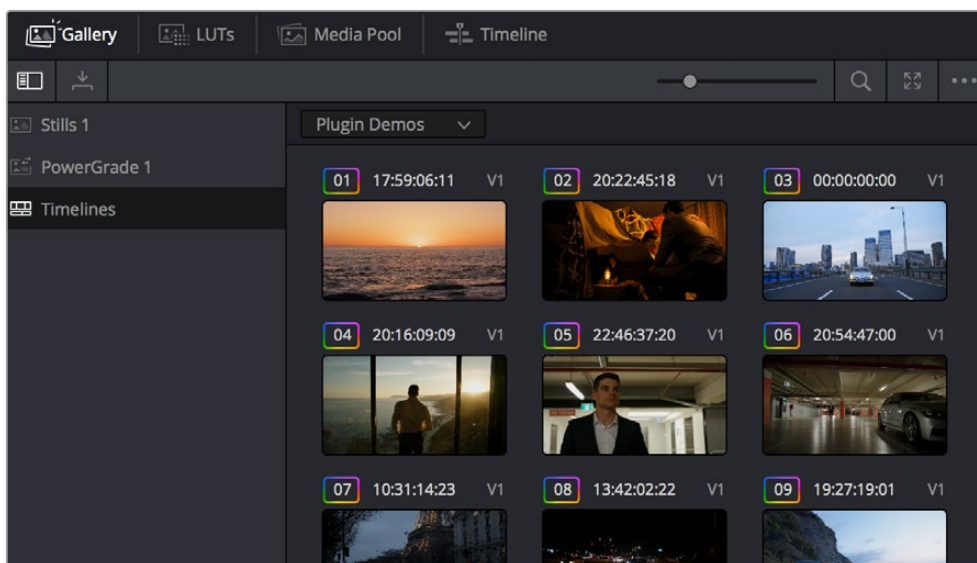 Gallery LUTs Media Pool Timeline
Stills 1
Plugin Demos
PowerGrade 1
Timelines
01 17:59:06:11 V1 02 20:22:45:18 V1 03 00:00:00:00 V1
04 20:16:09:09 V1 05 22:46:37:20 V1 06 20:54:47:00 V1
07 10:31:14:23 V1 08 13:42:02:22 V1 09 19:27:19:01 V1